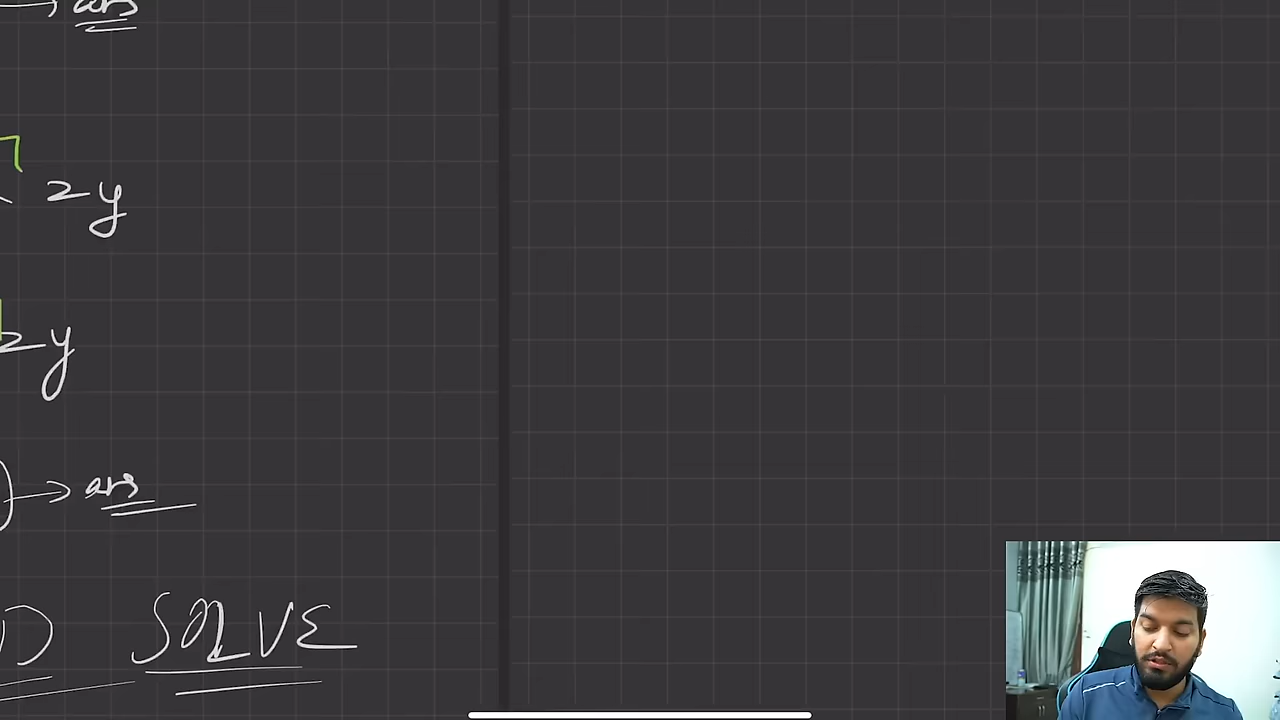 ans
2y
2y
→ ans
D SOLVE